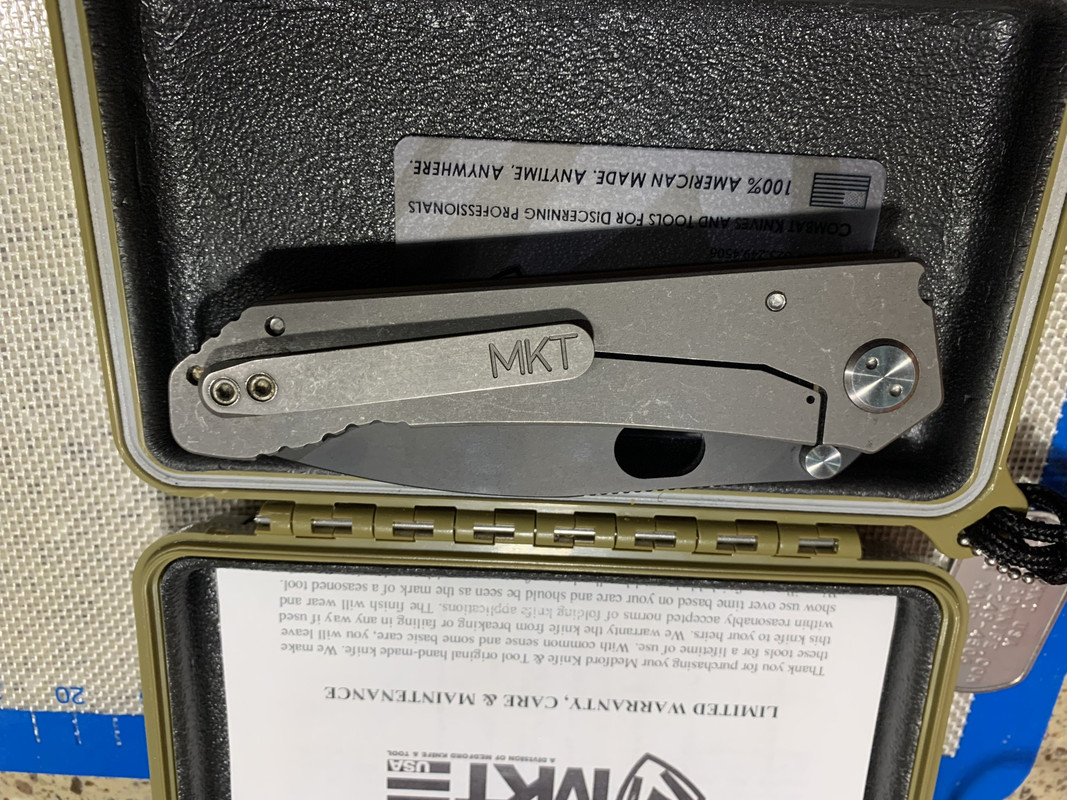 COMBAT KNIVES AND TOOLS FOR DISCERNING PROFESSIONALS
100% AMERICAN MADE. ANYTIME, ANYWHERE.
MKT
MKT
USA
A DIVISION OF MEDFORD KNIFE & TOOL
LIMITED WARRANTY, CARE & MAINTENANCE
Thank you for purchasing your Medford Knife & Tool original hand-made knife. We make
these tools for a lifetime of use. With common sense and some basic care, you will leave
this knife to your heirs. We warranty the knife from breaking or failing in any way if used
within reasonably accepted norms of folding knife applications. The finish will wear and
show use over time based on your care and should be seen as the mark of a seasoned tool.
20